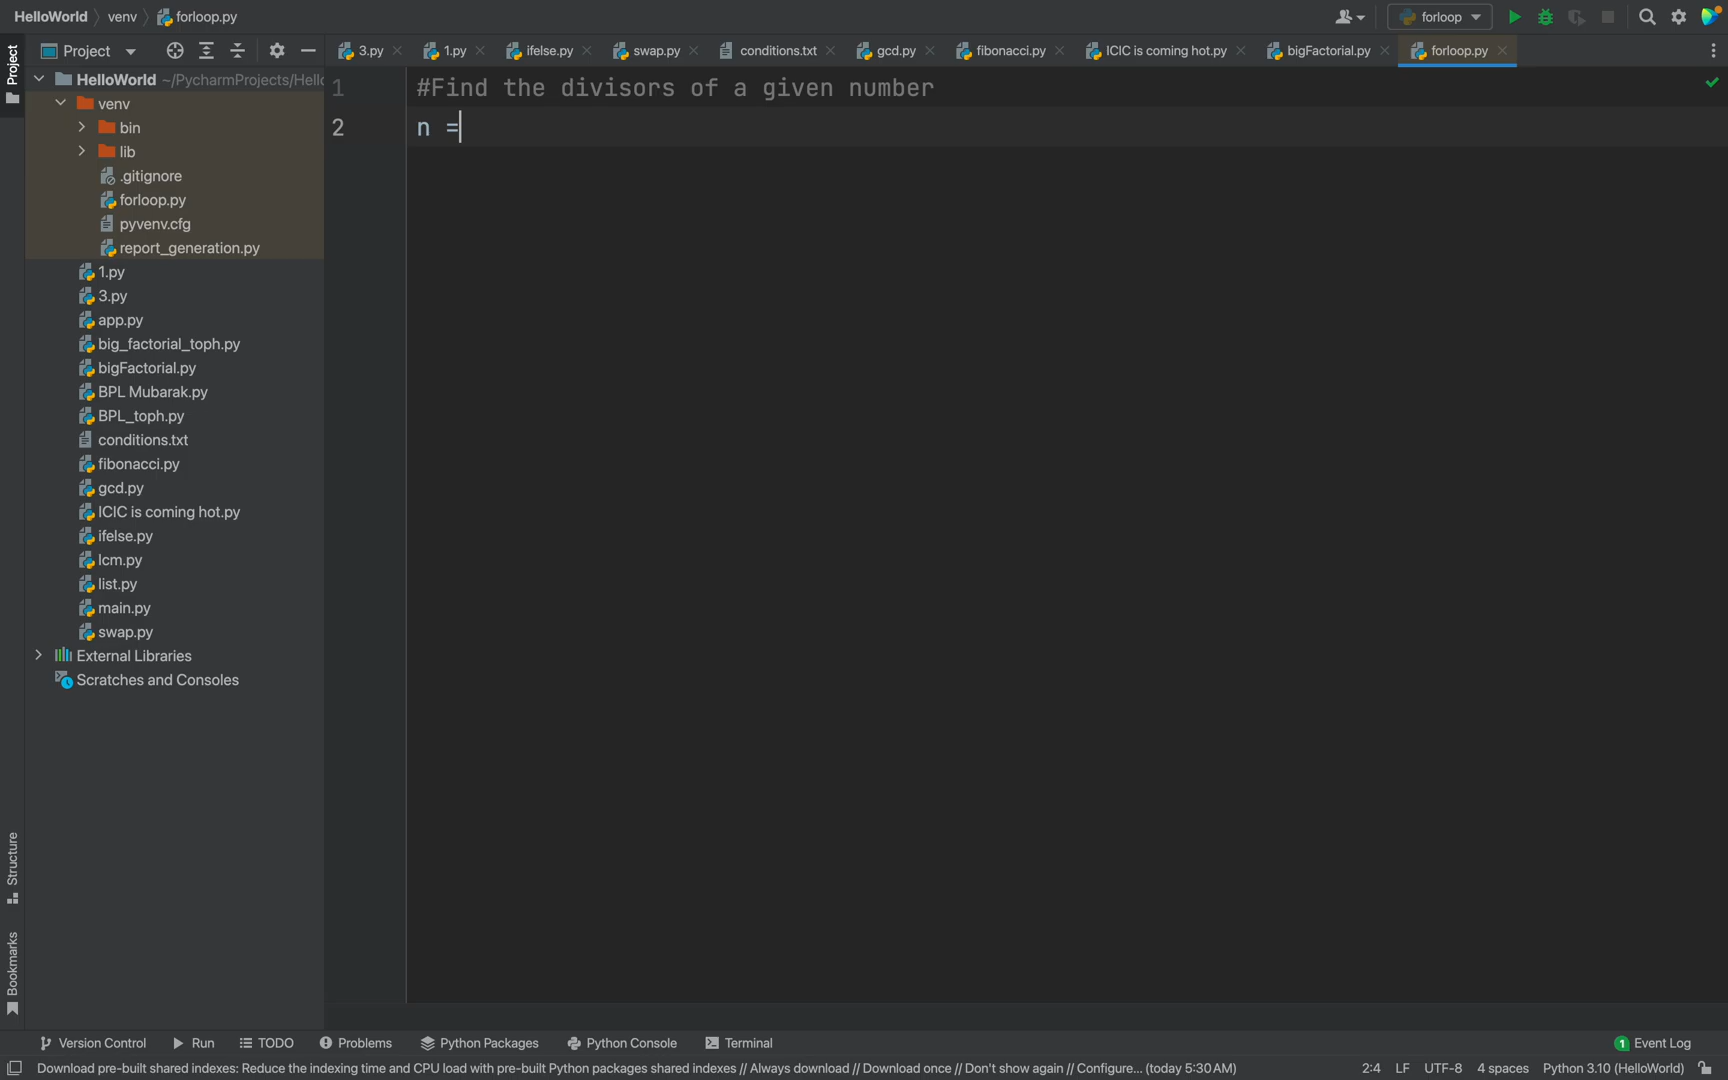 HelloWorld venv forloop.py
forloop
Project
3.py 1.py ifelse.py swap.py conditions.txt gcd.py fibonacci.py ICIC is coming hot.py bigFactorial.py forloop.py
Project
HelloWorld ~/PycharmProjects/Hello
venv
bin
lib
.gitignore
forloop.py
pyvenv.cfg
report_generation.py
1.py
3.py
app.py
big_factorial_toph.py
bigFactorial.py
BPL Mubarak.py
BPL_toph.py
conditions.txt
fibonacci.py
gcd.py
ICIC is coming hot.py
ifelse.py
lcm.py
list.py
main.py
swap.py
External Libraries
Scratches and Consoles
1 #Find the divisors of a given number
2 n =
Structure
Bookmarks
Version Control Run TODO Problems Python Packages Python Console Terminal
1 Event Log
Download pre-built shared indexes: Reduce the indexing time and CPU load with pre-built Python packages shared indexes // Always download // Download once // Don't show again // Configure... (today 5:30 AM)
2:4 LF UTF-8 4 spaces Python 3.10 (HelloWorld)